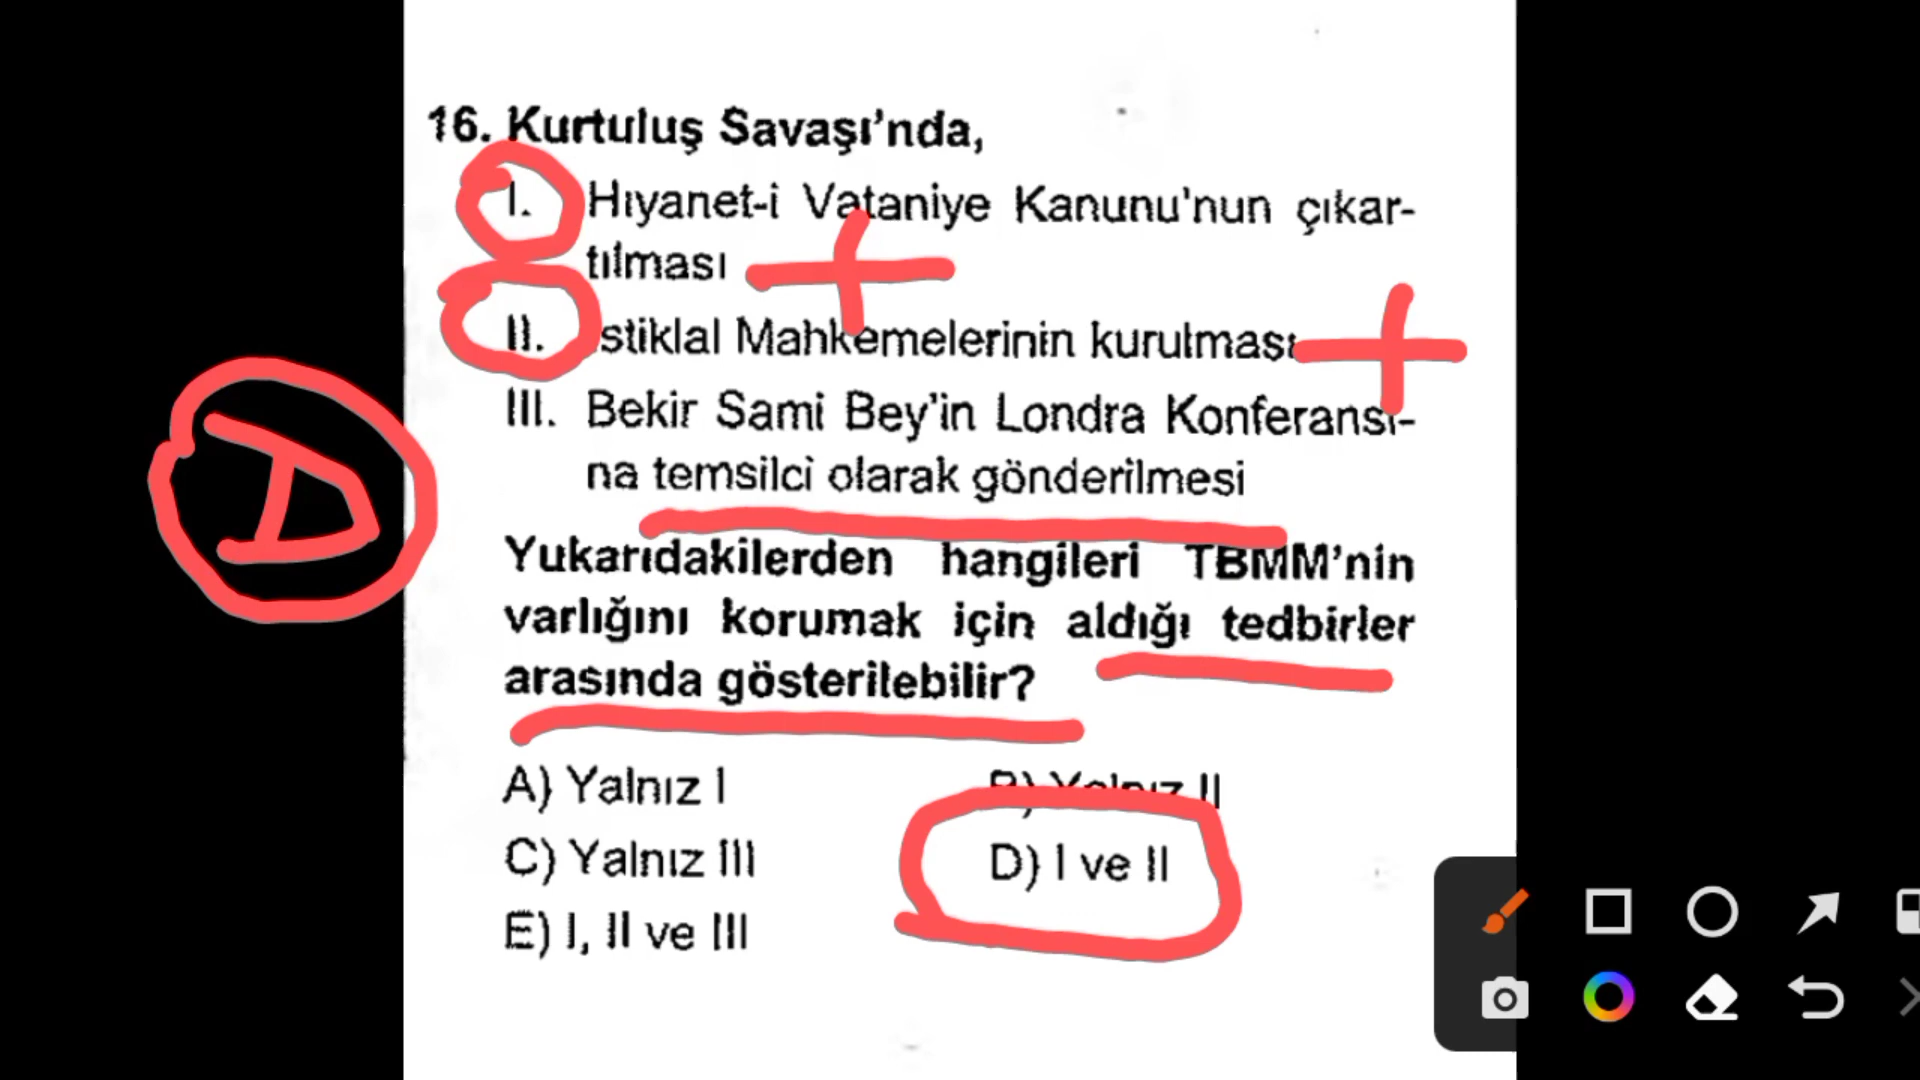 16. Kurtuluş Savaşı'nda,
I. Hıyanet-i Vataniye Kanunu'nun çıkar-
tılması
II. İstiklal Mahkemelerinin kurulması
III. Bekir Sami Bey'in Londra Konferansı-
na temsilci olarak gönderilmesi
D
Yukarıdakilerden hangileri TBMM'nin
varlığını korumak için aldığı tedbirler
arasında gösterilebilir?
A) Yalnız I
B) Yalnız II
C) Yalnız III
D) I ve II
E) I, II ve III